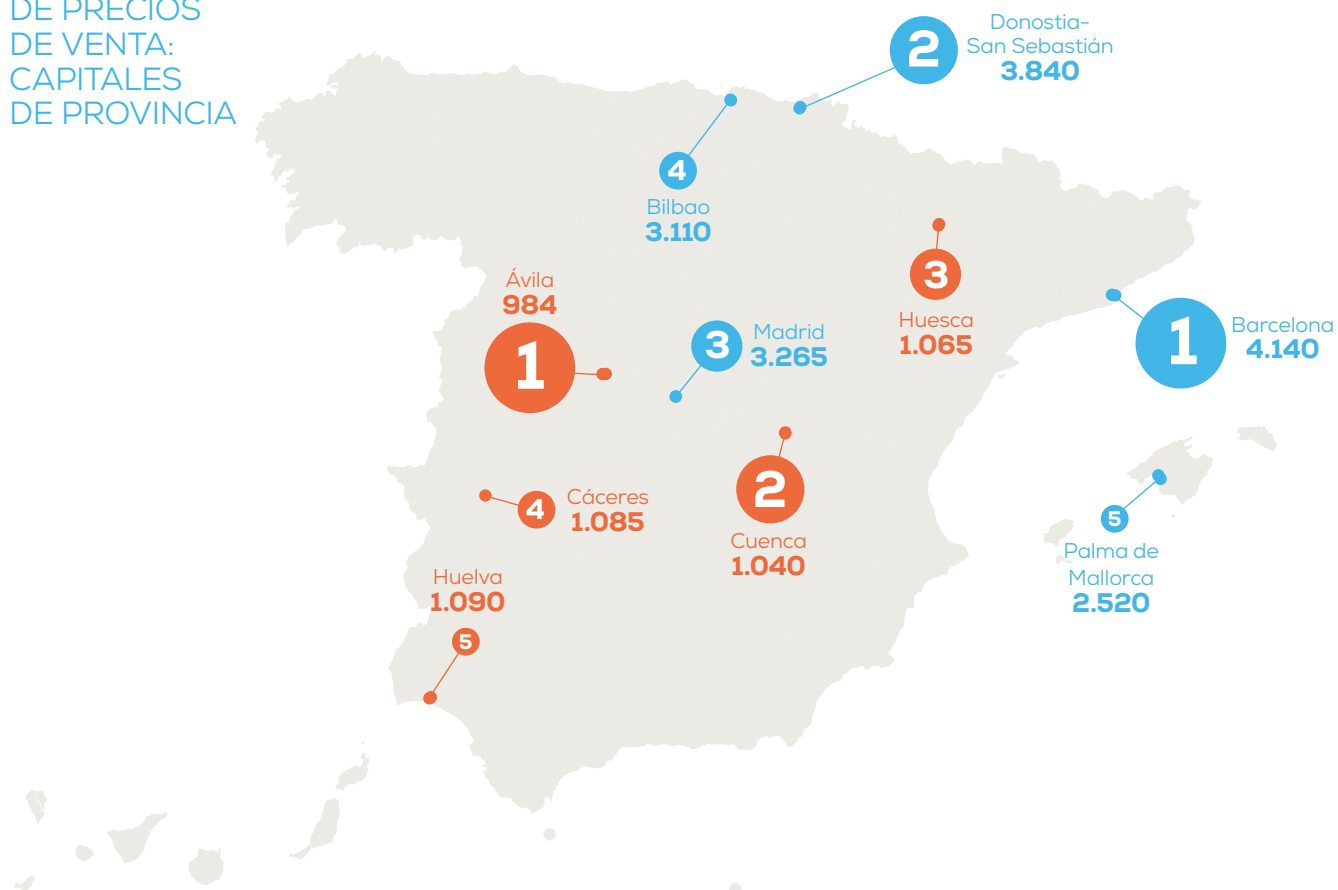 DE PRECIOS
DE VENTA:
CAPITALES
DE PROVINCIA
2
Donostia-
San Sebastián
3.840
4
Bilbao
3.110
3
Huesca
1.065
Ávila
984
1
3
Madrid
3.265
1
Barcelona
4.140
4
Cáceres
1.085
2
Cuenca
1.040
5
Palma de
Mallorca
2.520
Huelva
1.090
5